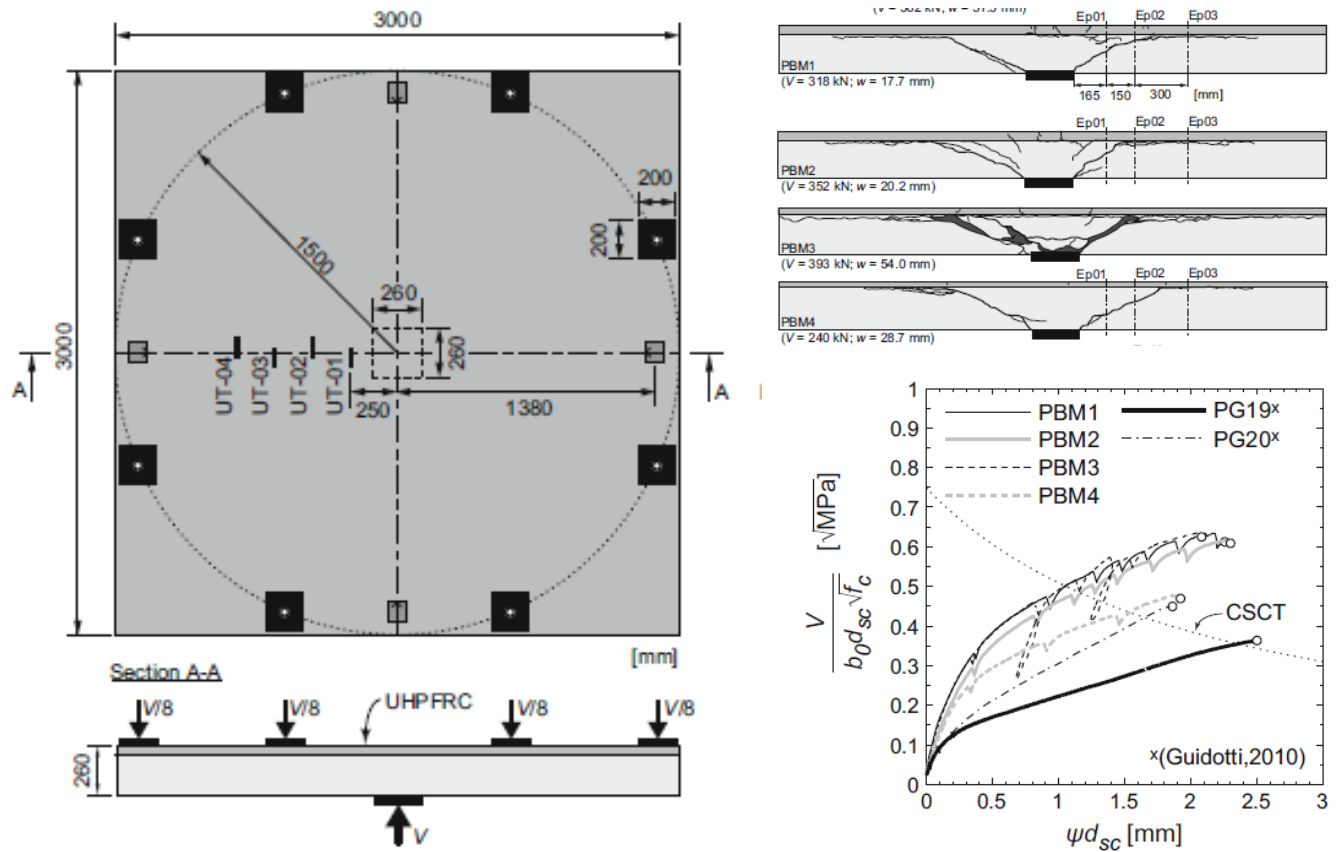 3000
3000
1500
200
200
260
260
UT-04
UT-03
UT-02
UT-01
250
1380
A
A
[mm]
Section A-A
UHPFRC
V/8
V/8
V/8
V/8
260
V
w =
mm)
Ep01
Ep02
Ep03
PBM1
(V = 318 kN; w = 17.7 mm)
165
150
300
[mm]
Ep01
Ep02
Ep03
PBM2
(V = 352 kN; w = 20.2 mm)
PBM3
(V = 393 kN; w = 54.0 mm)
Ep01
Ep02
Ep03
PBM4
(V = 240 kN; w = 28.7 mm)
1
0.9
0.8
0.7
0.6
0.5
0.4
0.3
0.2
0.1
0
V
b0dsc√fc
[√MPa]
PBM1
PBM2
PBM3
PBM4
PG19x
PG20x
CSCT
x(Guidotti,2010)
0
0.5
1
1.5
2
2.5
3
ψdsc [mm]